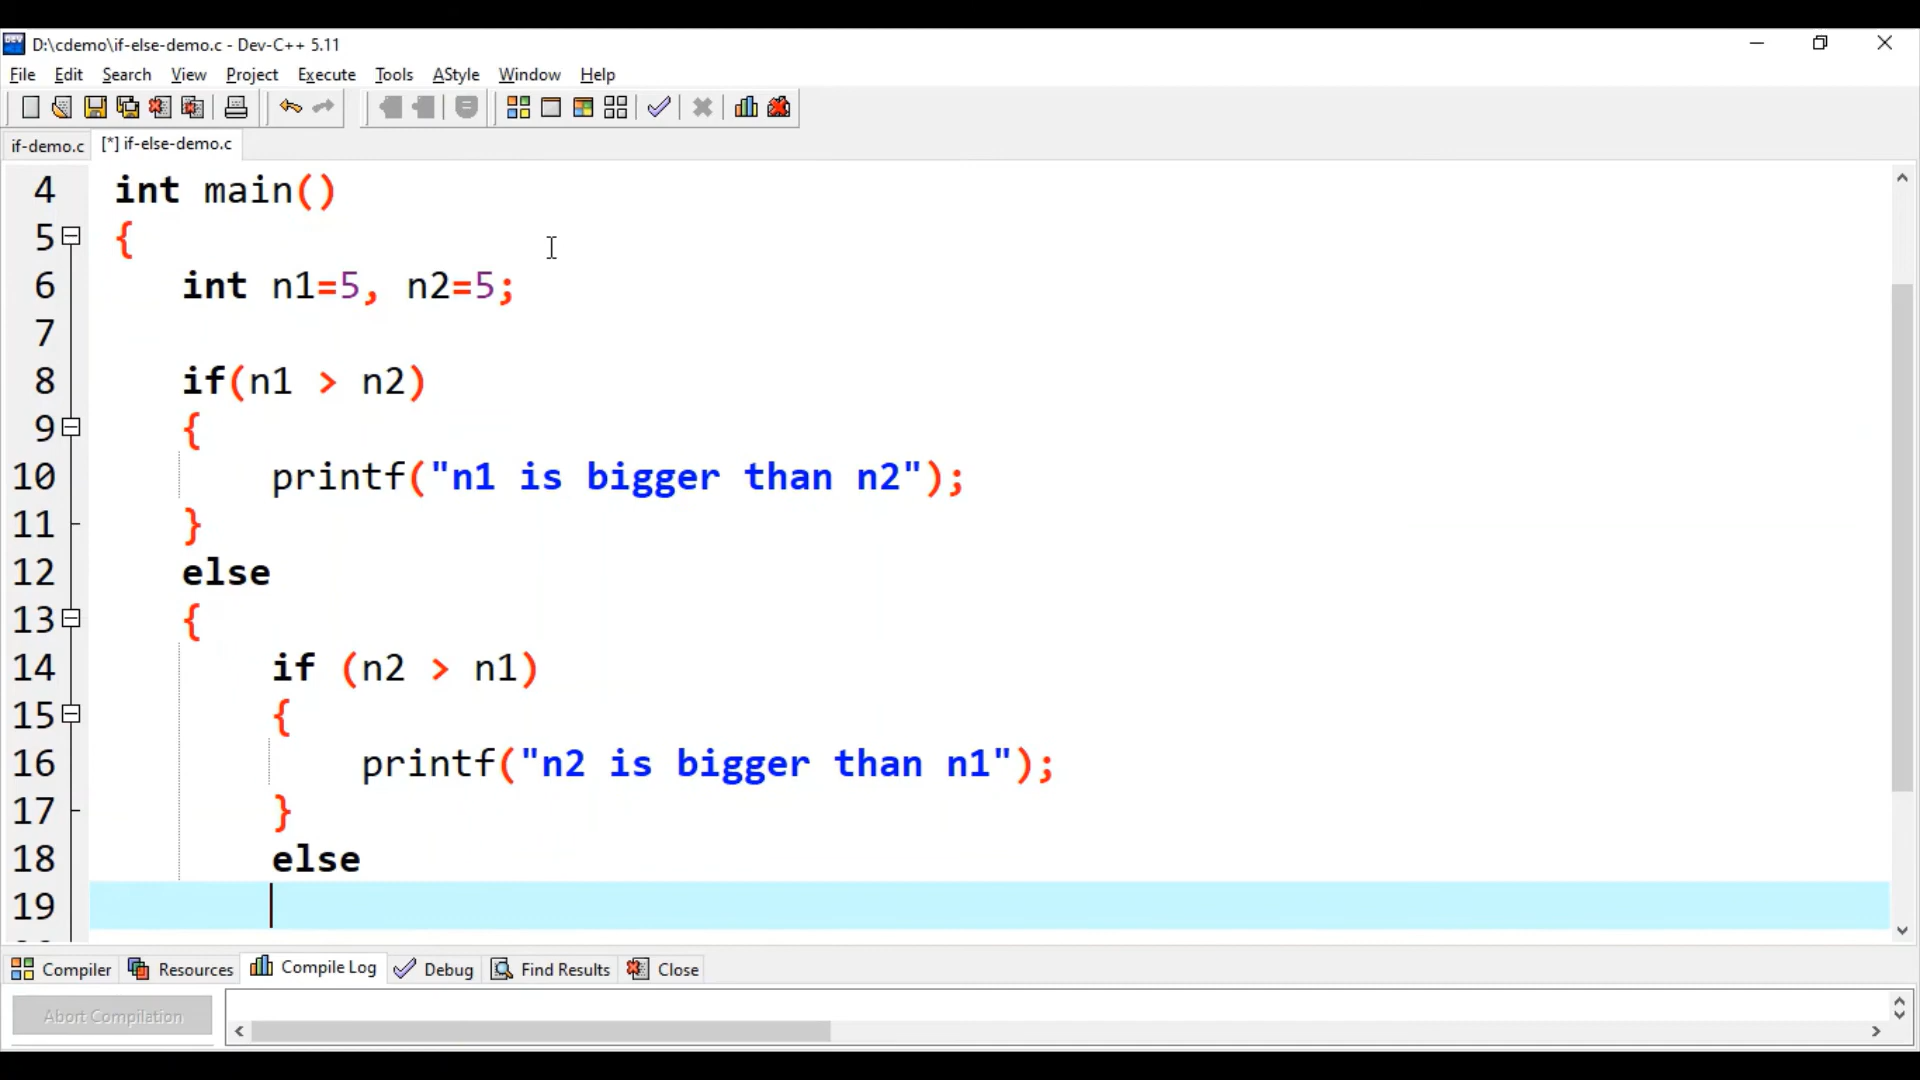 D:\cdemo\if-else-demo.c - Dev-C++ 5.11
File Edit Search View Project Execute Tools AStyle Window Help
if-demo.c [*] if-else-demo.c
4 int main()
5 {
6 int n1=5, n2=5;
7
8 if(n1 > n2)
9 {
10 printf("n1 is bigger than n2");
11 }
12 else
13 {
14 if (n2 > n1)
15 {
16 printf("n2 is bigger than n1");
17 }
18 else
19
Compiler Resources Compile Log Debug Find Results Close
Abort Compilation